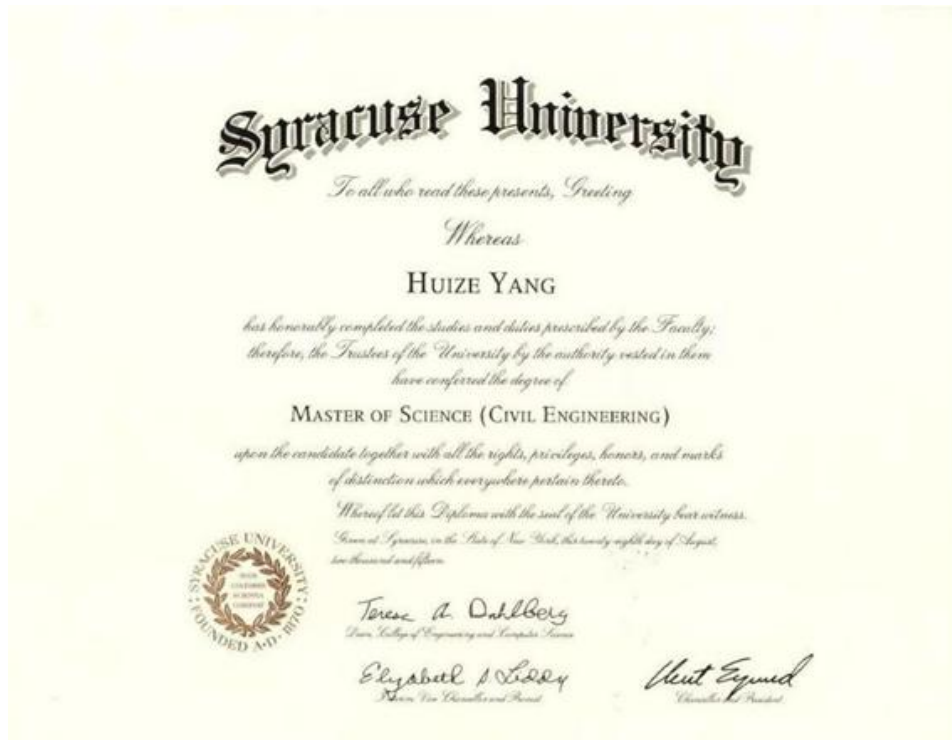 Syracuse University
To all who read these presents, Greeting
Whereas
HUIZE YANG
has honorably completed the studies and duties prescribed by the Faculty;
therefore, the Trustees of the University by the authority vested in them
have conferred the degree of
MASTER OF SCIENCE (CIVIL ENGINEERING)
upon the candidate together with all the rights, privileges, honors, and marks
of distinction which everywhere pertain thereto.
Whereof let this Diploma with the seal of the University bear witness.
Given at Syracuse, in the State of New York, this twenty-eighth day of August,
two thousand and fifteen.
SYRACUSE UNIVERSITY
FOUNDED A·D· 1870
Teresa A. Dahlberg
Dean, College of Engineering and Computer Science
Elizabeth D Liddy
Vice Chancellor and Provost
Chancellor and President